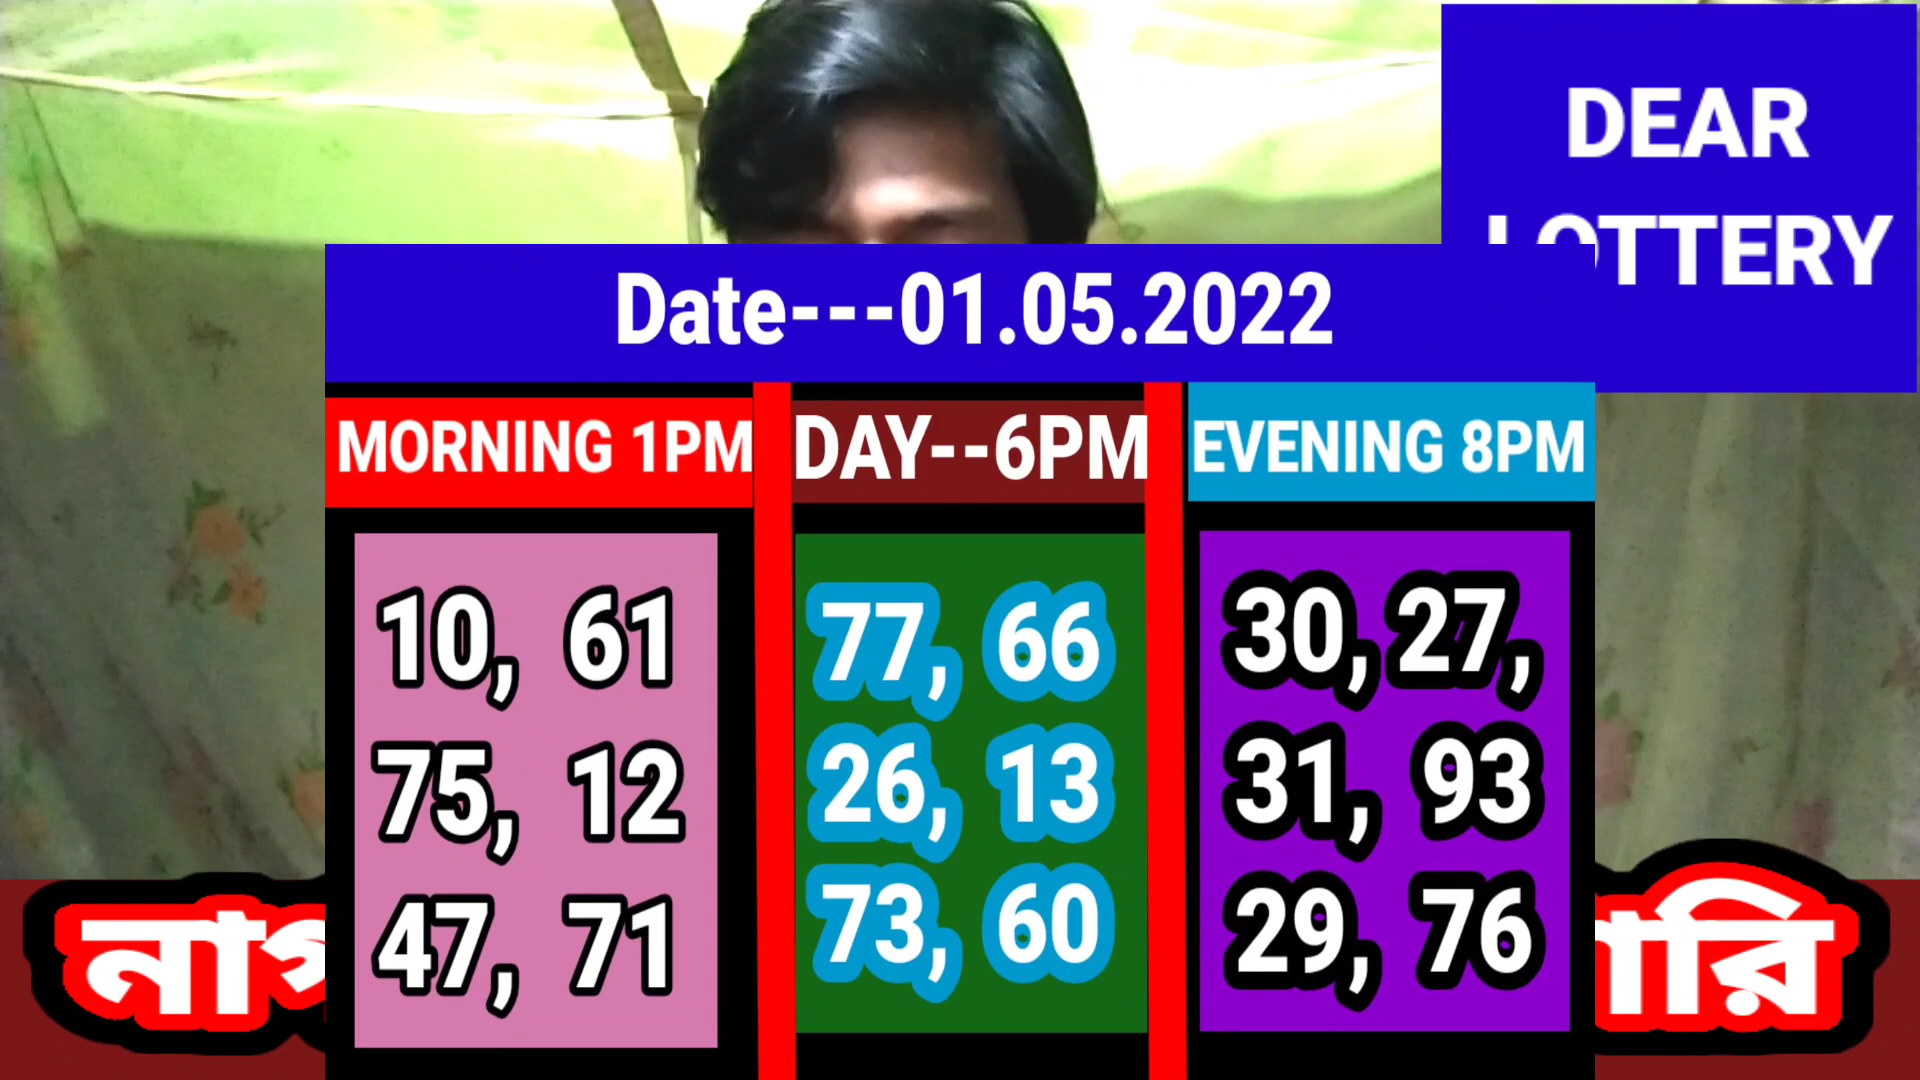 DEAR
LOTTERY
Date---01.05.2022
MORNING 1PM
DAY--6PM
EVENING 8PM
10, 61
75, 12
47, 71
77, 66
26, 13
73, 60
30, 27,
31, 93
29, 76